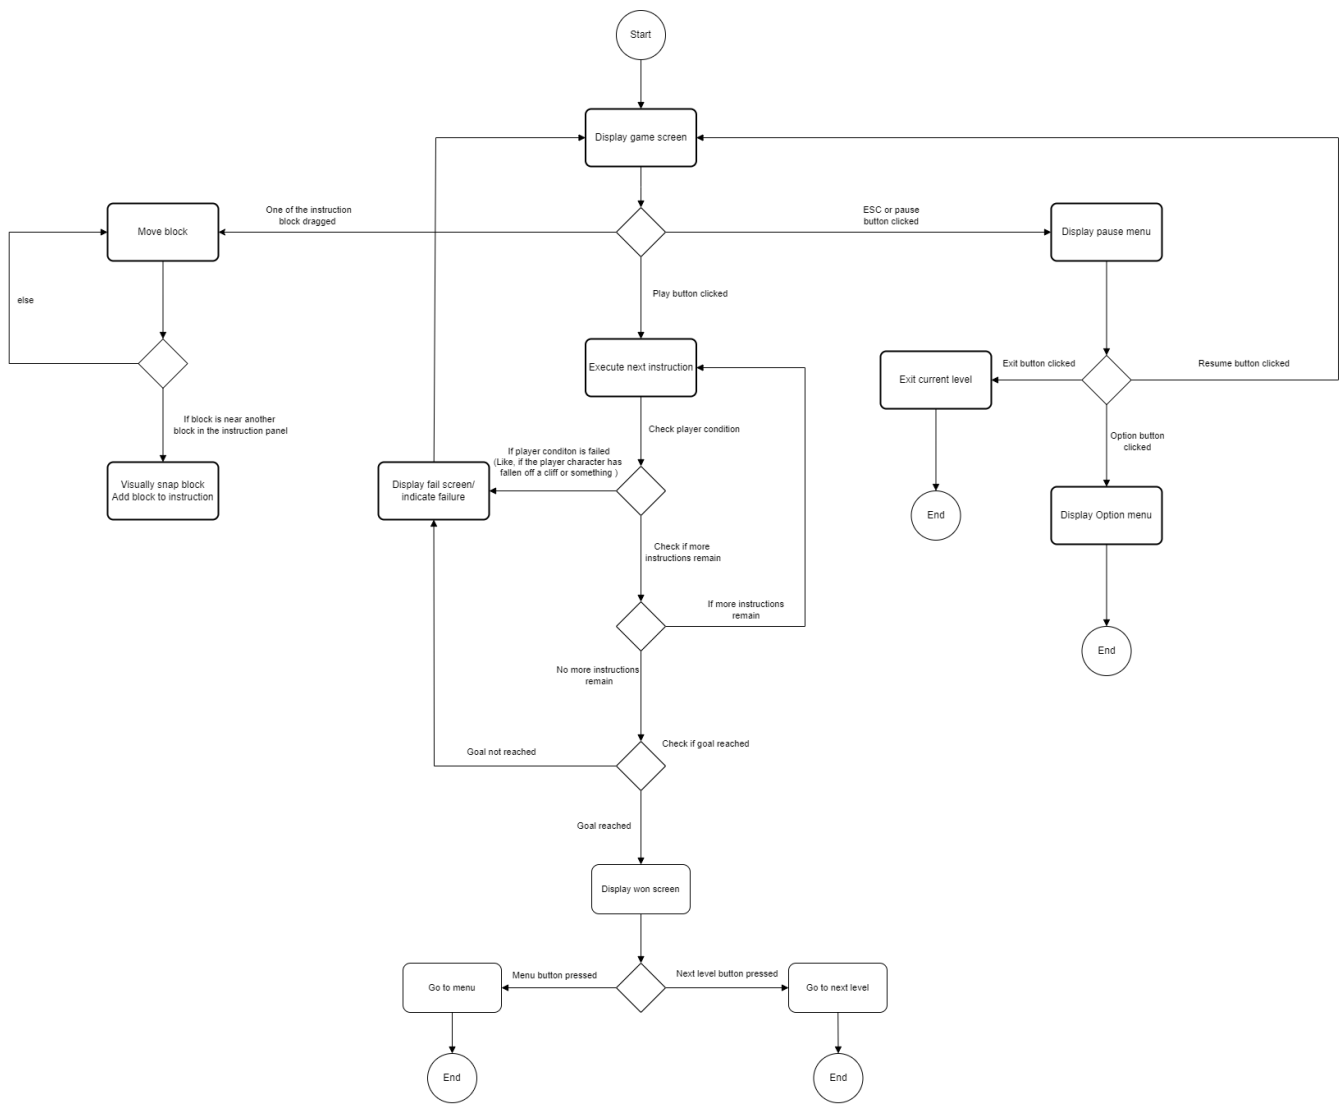 Start
Display game screen
One of the instruction
block dragged
ESC or pause
button clicked
Move block
Display pause menu
else
Play button clicked
Execute next instruction
Exit current level
Exit button clicked
Resume button clicked
If block is near another
block in the instruction panel
Check player condition
Option button
clicked
If player conditon is failed
(Like, if the player character has
fallen off a cliff or something )
Visually snap block
Add block to instruction
Display fail screen/
indicate failure
End
Display Option menu
Check if more
instructions remain
If more instructions
remain
End
No more instructions
remain
Goal not reached
Check if goal reached
Goal reached
Display won screen
Menu button pressed
Next level button pressed
Go to menu
Go to next level
End
End